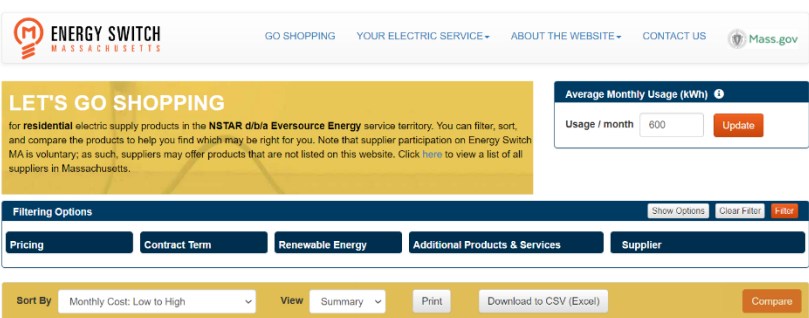 ENERGY SWITCH
MASSACHUSETTS
GO SHOPPING YOUR ELECTRIC SERVICE ABOUT THE WEBSITE CONTACT US Mass.gov
LET'S GO SHOPPING
for residential electric supply products in the NSTAR d/b/a Eversource Energy service territory. You can filter, sort,
and compare the products to help you find which may be right for you. Note that supplier participation on Energy Switch
MA is voluntary; as such, suppliers may offer products that are not listed on this website. Click here to view a list of all
suppliers in Massachusetts.
Average Monthly Usage (kWh)
Usage / month 600 Update
Filtering Options Show Options Clear Filter Filter
Pricing Contract Term Renewable Energy Additional Products & Services Supplier
Sort By Monthly Cost: Low to High View Summary Print Download to CSV (Excel) Compare